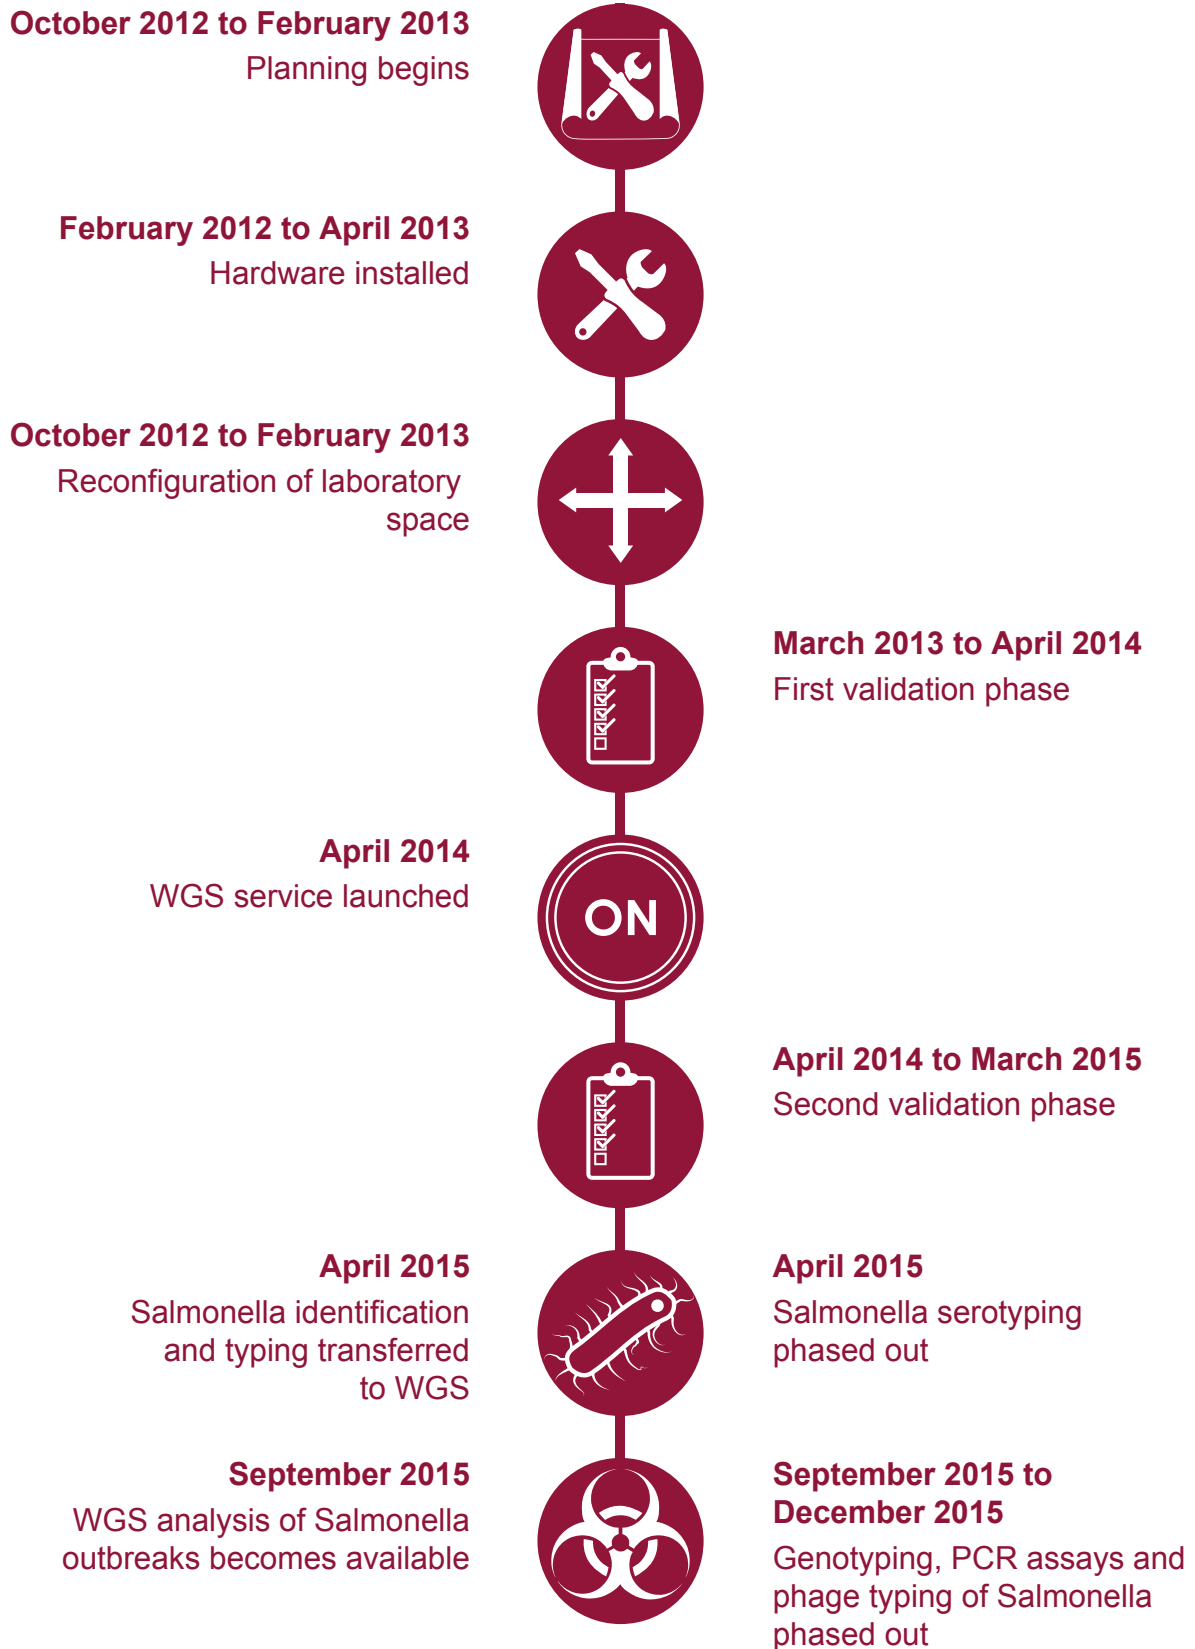 October 2012 to February 2013
Planning begins
February 2012 to April 2013
Hardware installed
October 2012 to February 2013
Reconfiguration of laboratory
space
March 2013 to April 2014
First validation phase
April 2014
WGS service launched
ON
April 2014 to March 2015
Second validation phase
April 2015
Salmonella identification
and typing transferred
to WGS
April 2015
Salmonella serotyping
phased out
September 2015
WGS analysis of Salmonella
outbreaks becomes available
September 2015 to
December 2015
Genotyping, PCR assays and
phage typing of Salmonella
phased out